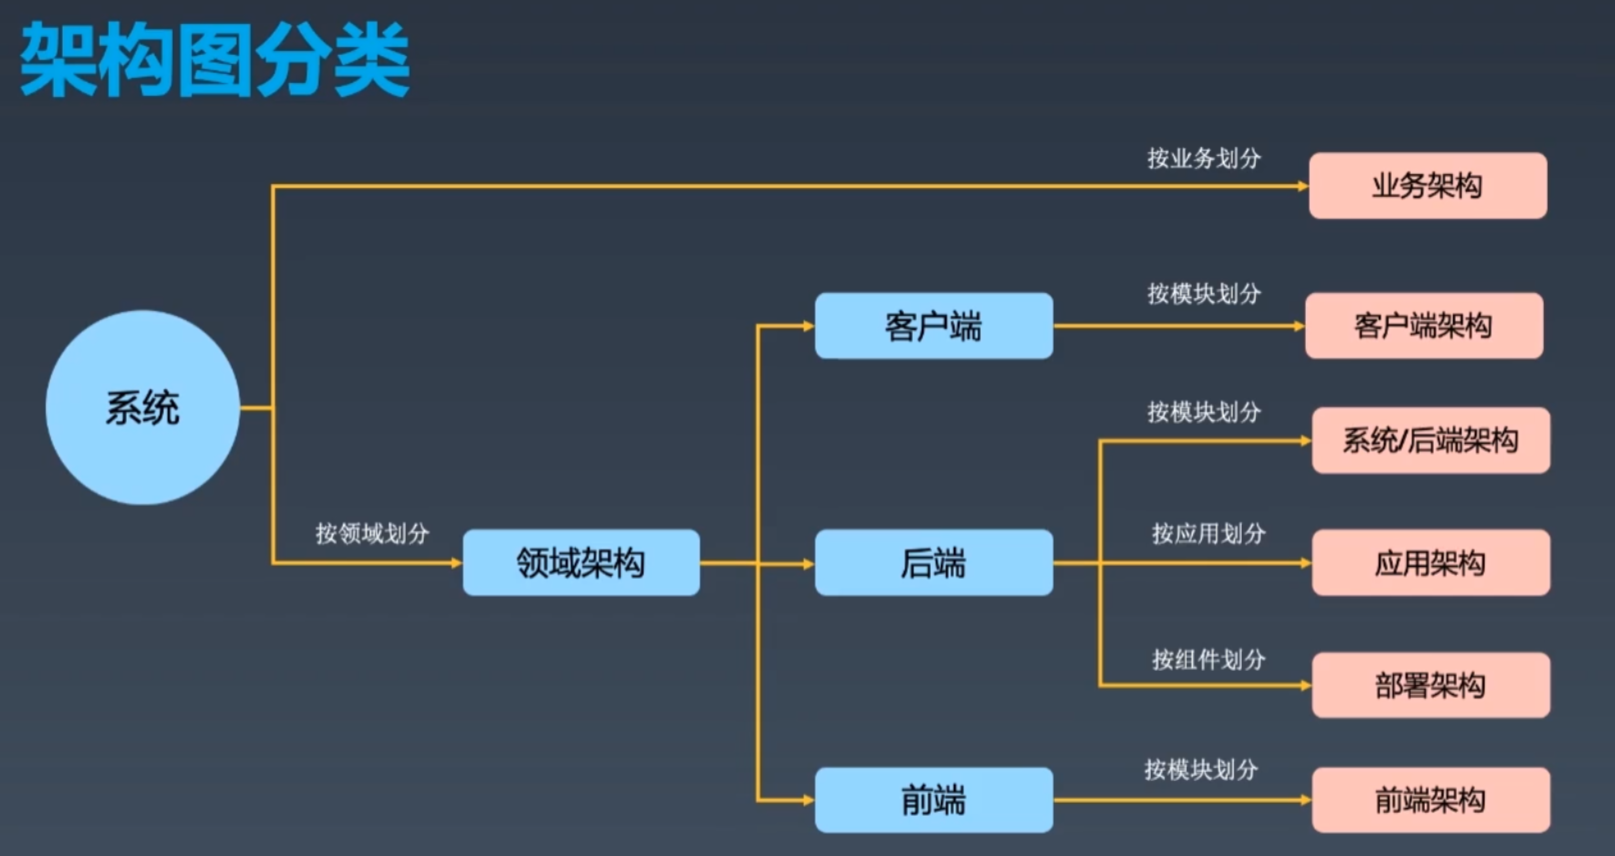 架构图分类
按业务划分
业务架构
按模块划分
客户端
客户端架构
系统
按模块划分
系统/后端架构
按领域划分
领域架构
后端
按应用划分
应用架构
按组件划分
部署架构
按模块划分
前端
前端架构